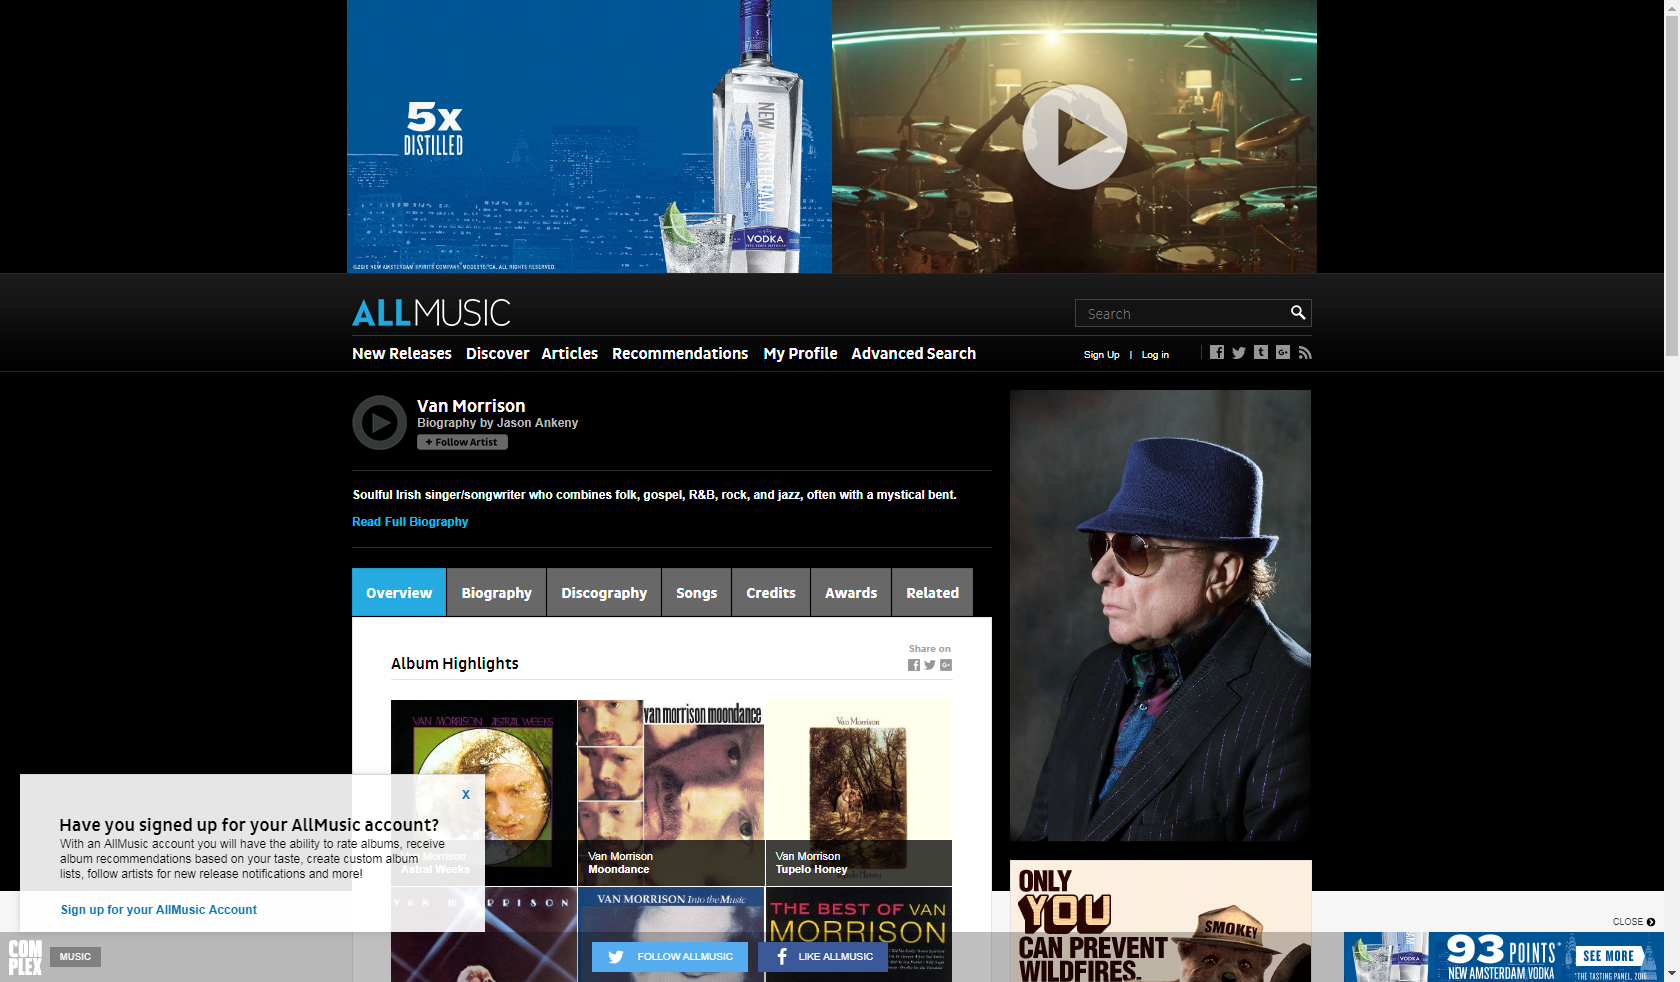 5x
DISTILLED
NEW AMSTERDAM
VODKA
©2016 NEW AMSTERDAM SPIRITS COMPANY, MODESTO, CA. ALL RIGHTS RESERVED.
ALLMUSIC
Search
New Releases Discover Articles Recommendations My Profile Advanced Search
Sign Up | Log in
Van Morrison
Biography by Jason Ankeny
+ Follow Artist
Soulful Irish singer/songwriter who combines folk, gospel, R&B, rock, and jazz, often with a mystical bent.
Read Full Biography
Overview Biography Discography Songs Credits Awards Related
Album Highlights
Share on
VAN MORRISON ASTRAL WEEKS
van morrison moondance
Van Morrison
Van Morrison
Astral Weeks
Van Morrison
Moondance
Van Morrison
Tupelo Honey
Tupelo Honey
X
Have you signed up for your AllMusic account?
With an AllMusic account you will have the ability to rate albums, receive
album recommendations based on your taste, create custom album
lists, follow artists for new release notifications and more!
Sign up for your AllMusic Account
VAN MORRISON
VAN MORRISON Into the Music
THE BEST OF VAN
MORRISON
ONLY
YOU
CAN PREVENT
WILDFIRES.
SMOKEY
CLOSE
COMPLEX
MUSIC
FOLLOW ALLMUSIC
LIKE ALLMUSIC
VODKA
93 POINTS*
NEW AMSTERDAM VODKA
SEE MORE
*THE TASTING PANEL, 2016